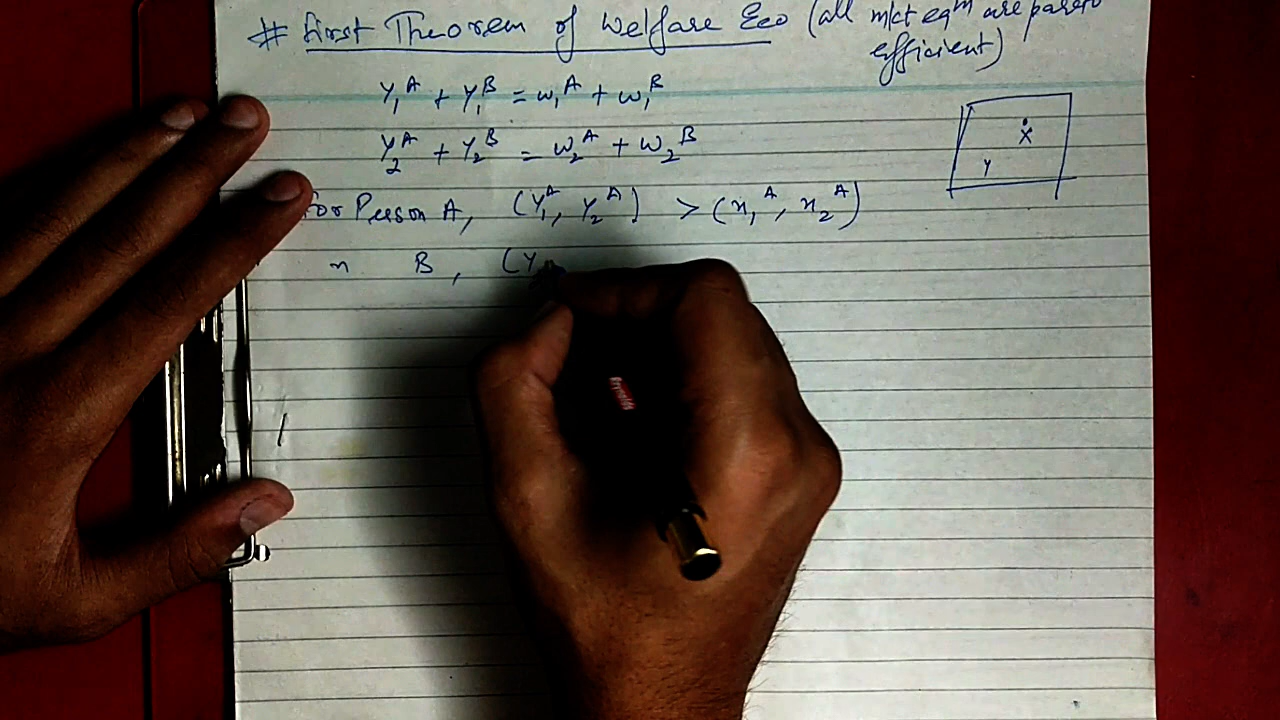 # First Theorem of Welfare Eco (all mkt eqm are pareto
efficient)
Y₁ᴬ + Y₁ᴮ = w₁ᴬ + w₁ᴮ
Y₂ᴬ + Y₂ᴮ = w₂ᴬ + w₂ᴮ
X
Y
for Person A, (Y₁ᴬ, Y₂ᴬ) > (x₁ᴬ, x₂ᴬ)
" B, (Y